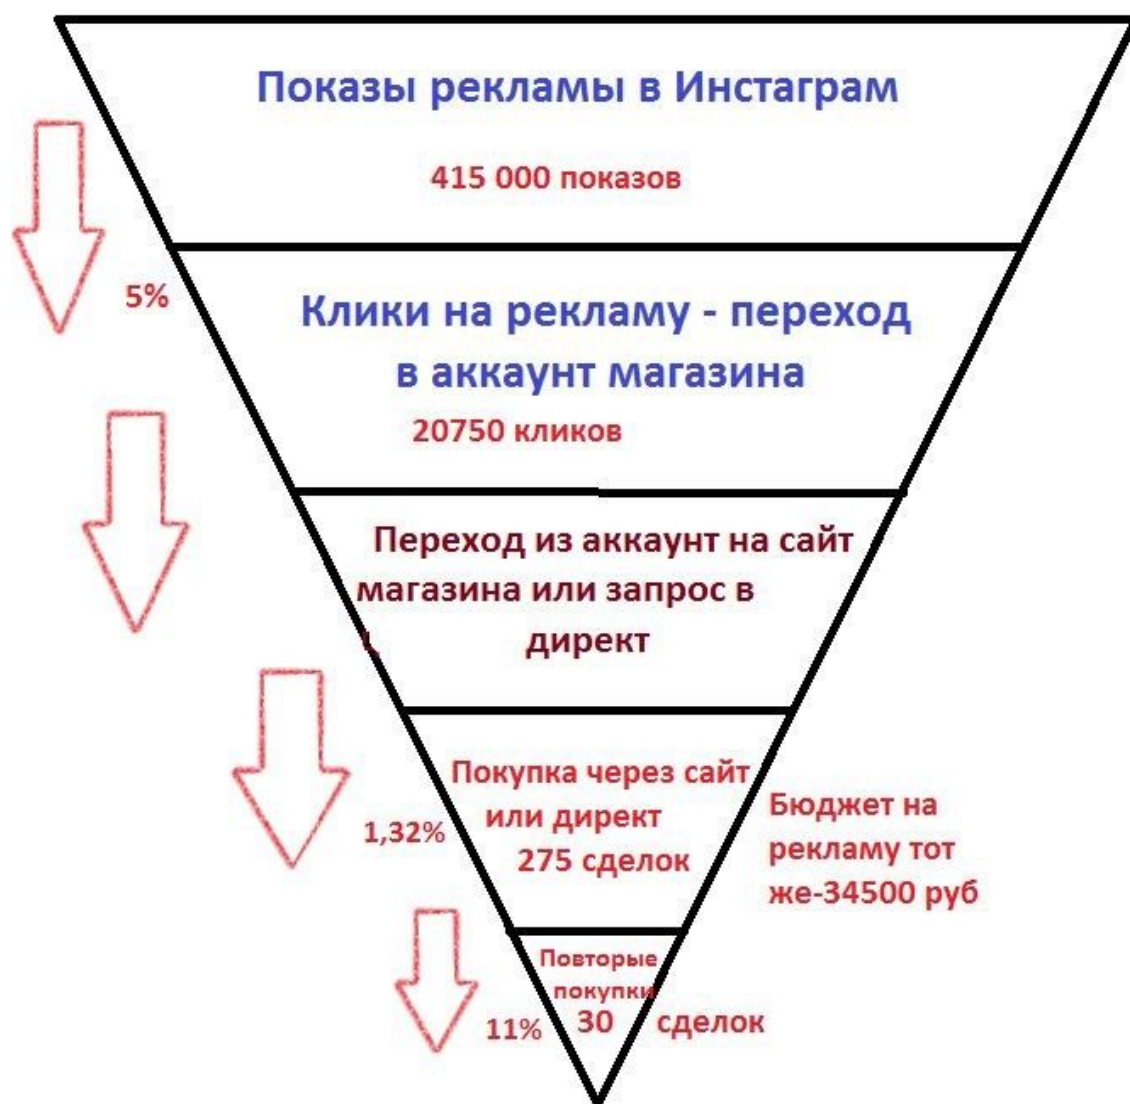 Показы рекламы в Инстаграм
415 000 показов
5%
Клики на рекламу - переход
в аккаунт магазина
20750 кликов
Переход из аккаунт на сайт
магазина или запрос в
директ
Покупка через сайт
или директ
275 сделок
1,32%
Бюджет на
рекламу тот
же-34500 руб
Повторые
покупки
30 сделок
11%